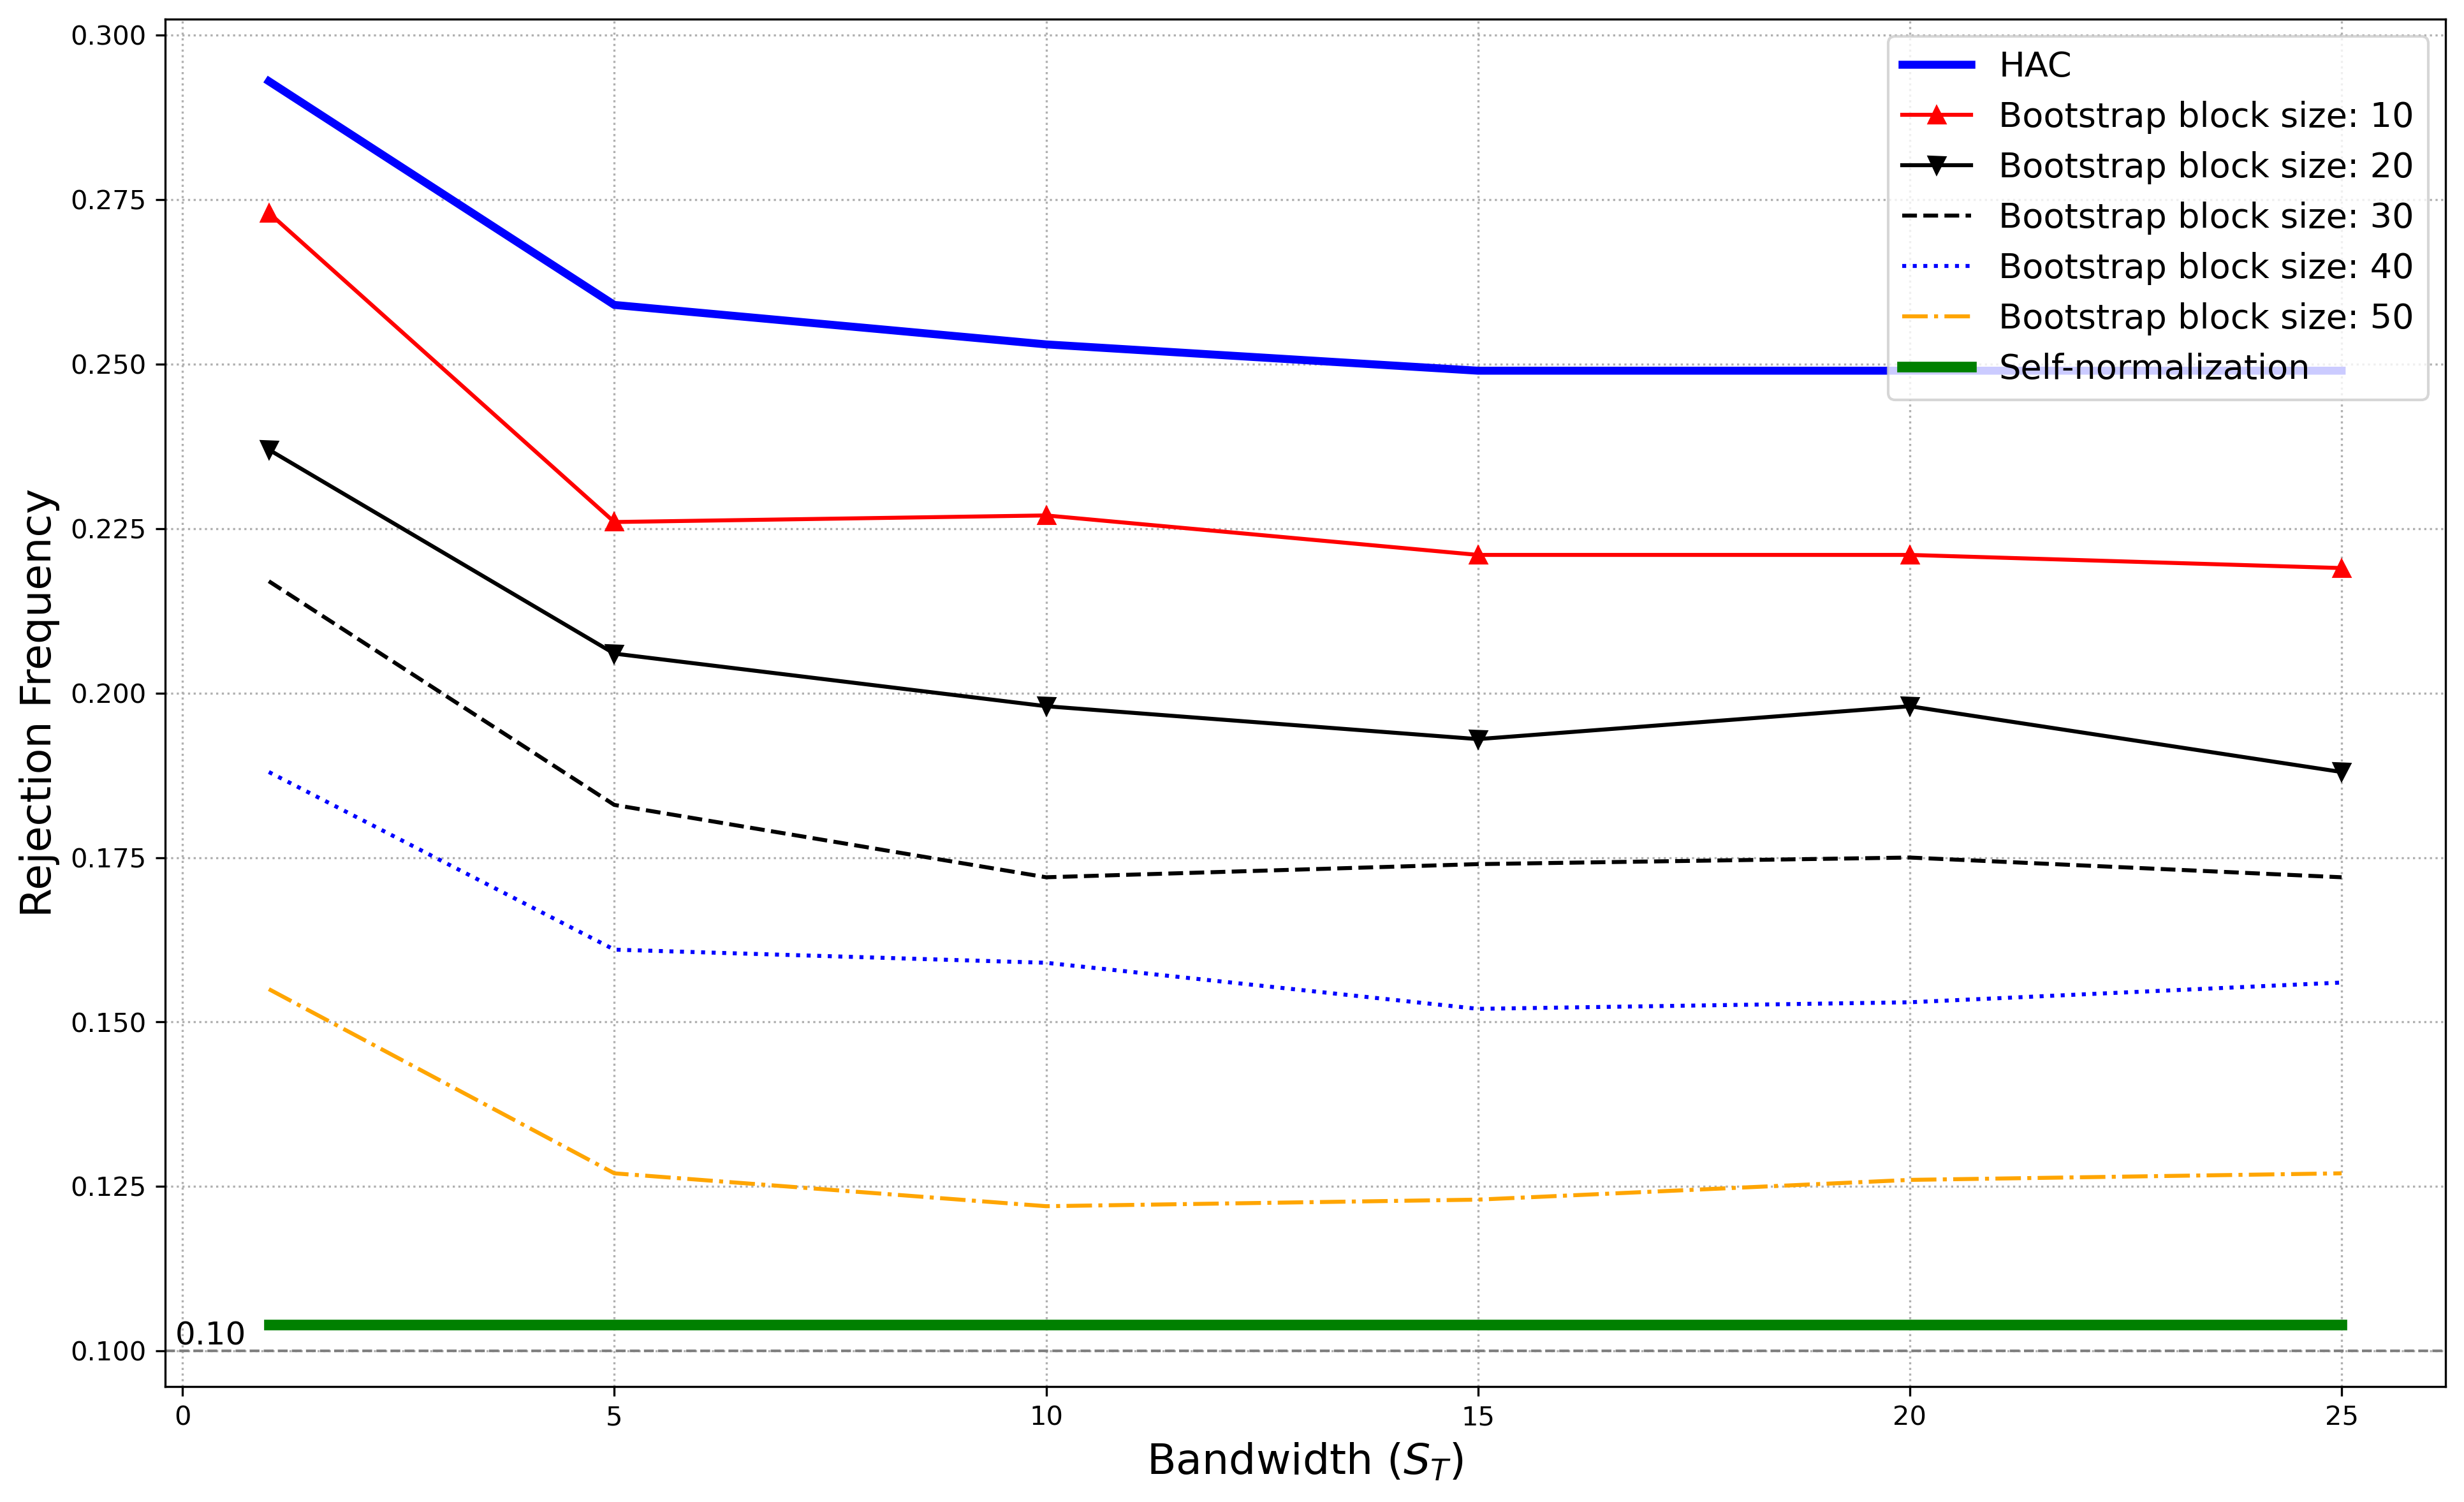 0.300
0.275
0.250
0.225
0.200
0.175
0.150
0.125
0.100
Rejection Frequency
HAC
Bootstrap block size: 10
Bootstrap block size: 20
Bootstrap block size: 30
Bootstrap block size: 40
Bootstrap block size: 50
Self-normalization
0.10
0 5 10 15 20 25
Bandwidth (S_T)